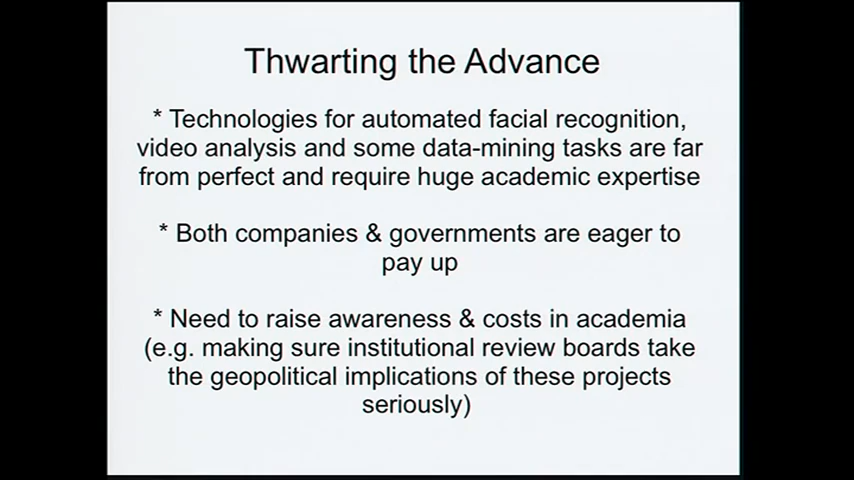 Thwarting the Advance
* Technologies for automated facial recognition,
video analysis and some data-mining tasks are far
from perfect and require huge academic expertise
* Both companies & governments are eager to
pay up
* Need to raise awareness & costs in academia
(e.g. making sure institutional review boards take
the geopolitical implications of these projects
seriously)